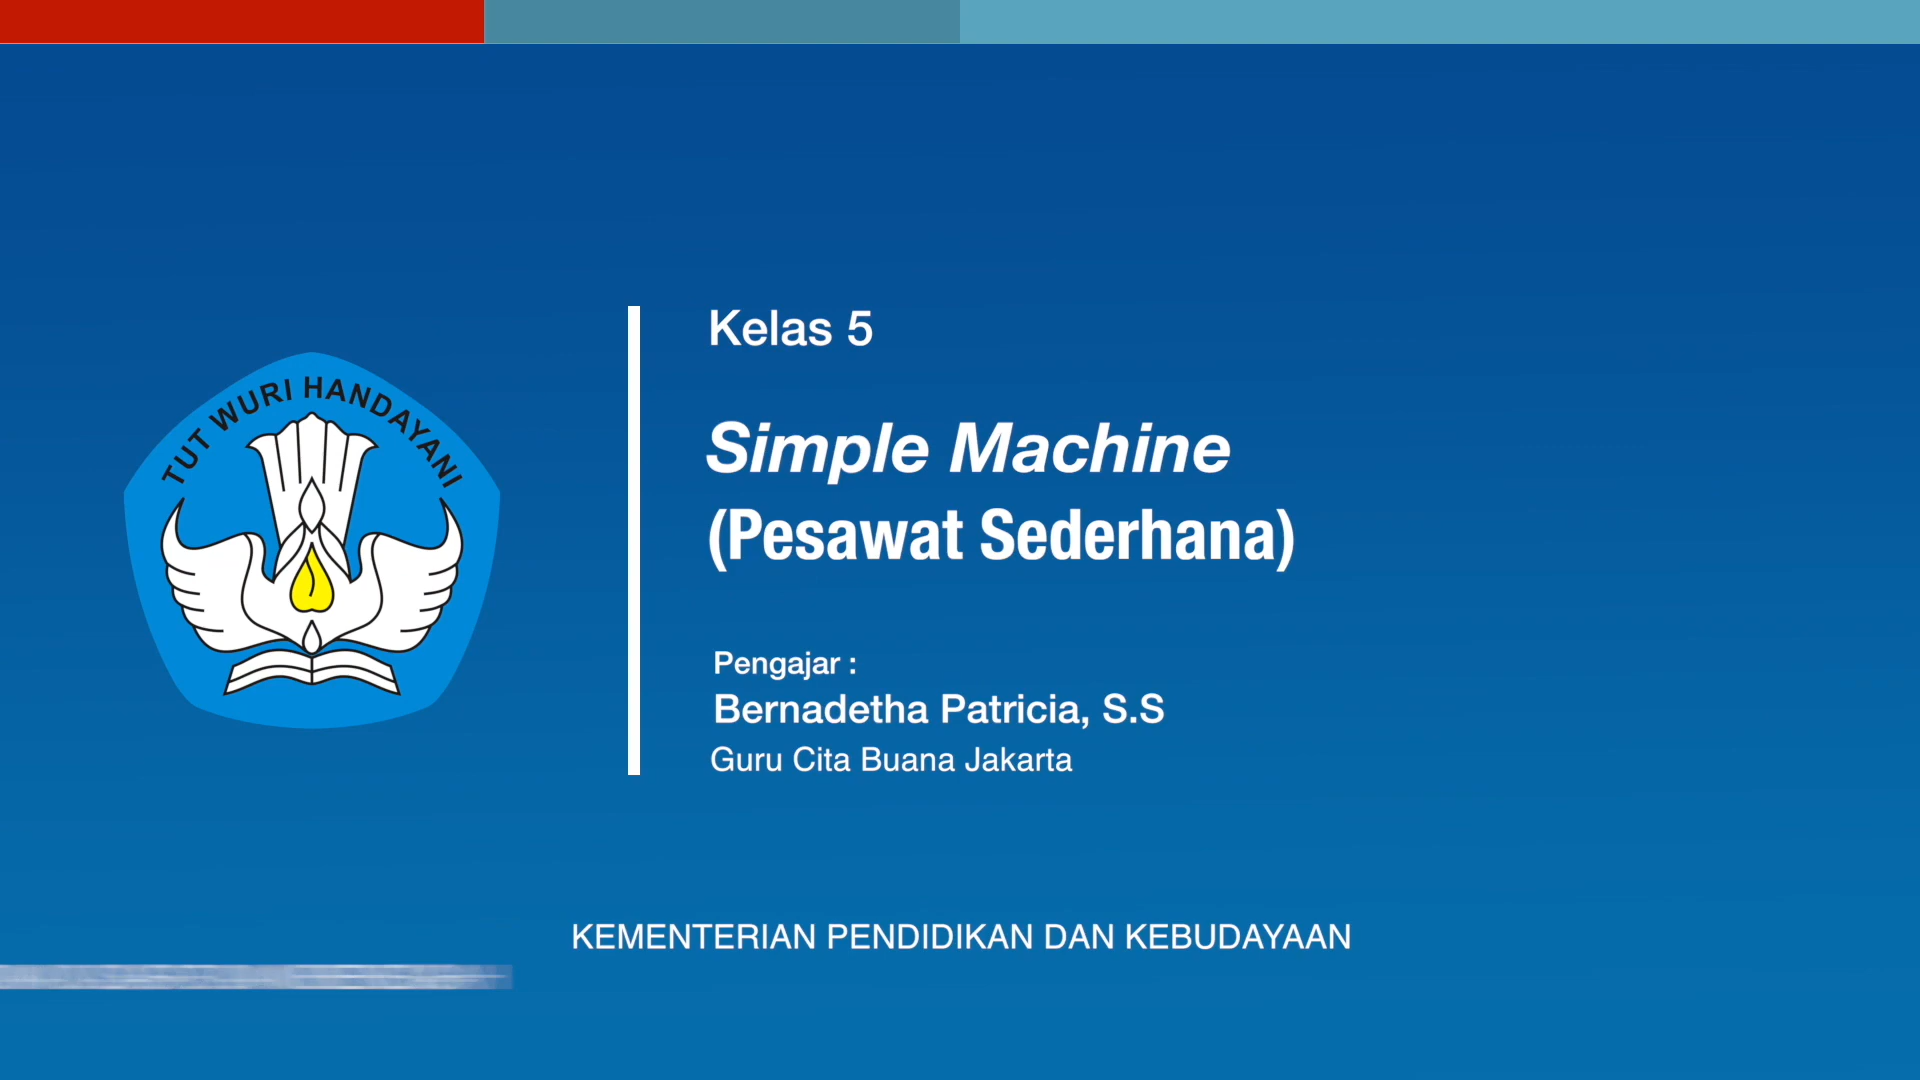 TUT WURI HANDAYANI
Kelas 5
Simple Machine
(Pesawat Sederhana)
Pengajar :
Bernadetha Patricia, S.S
Guru Cita Buana Jakarta
KEMENTERIAN PENDIDIKAN DAN KEBUDAYAAN